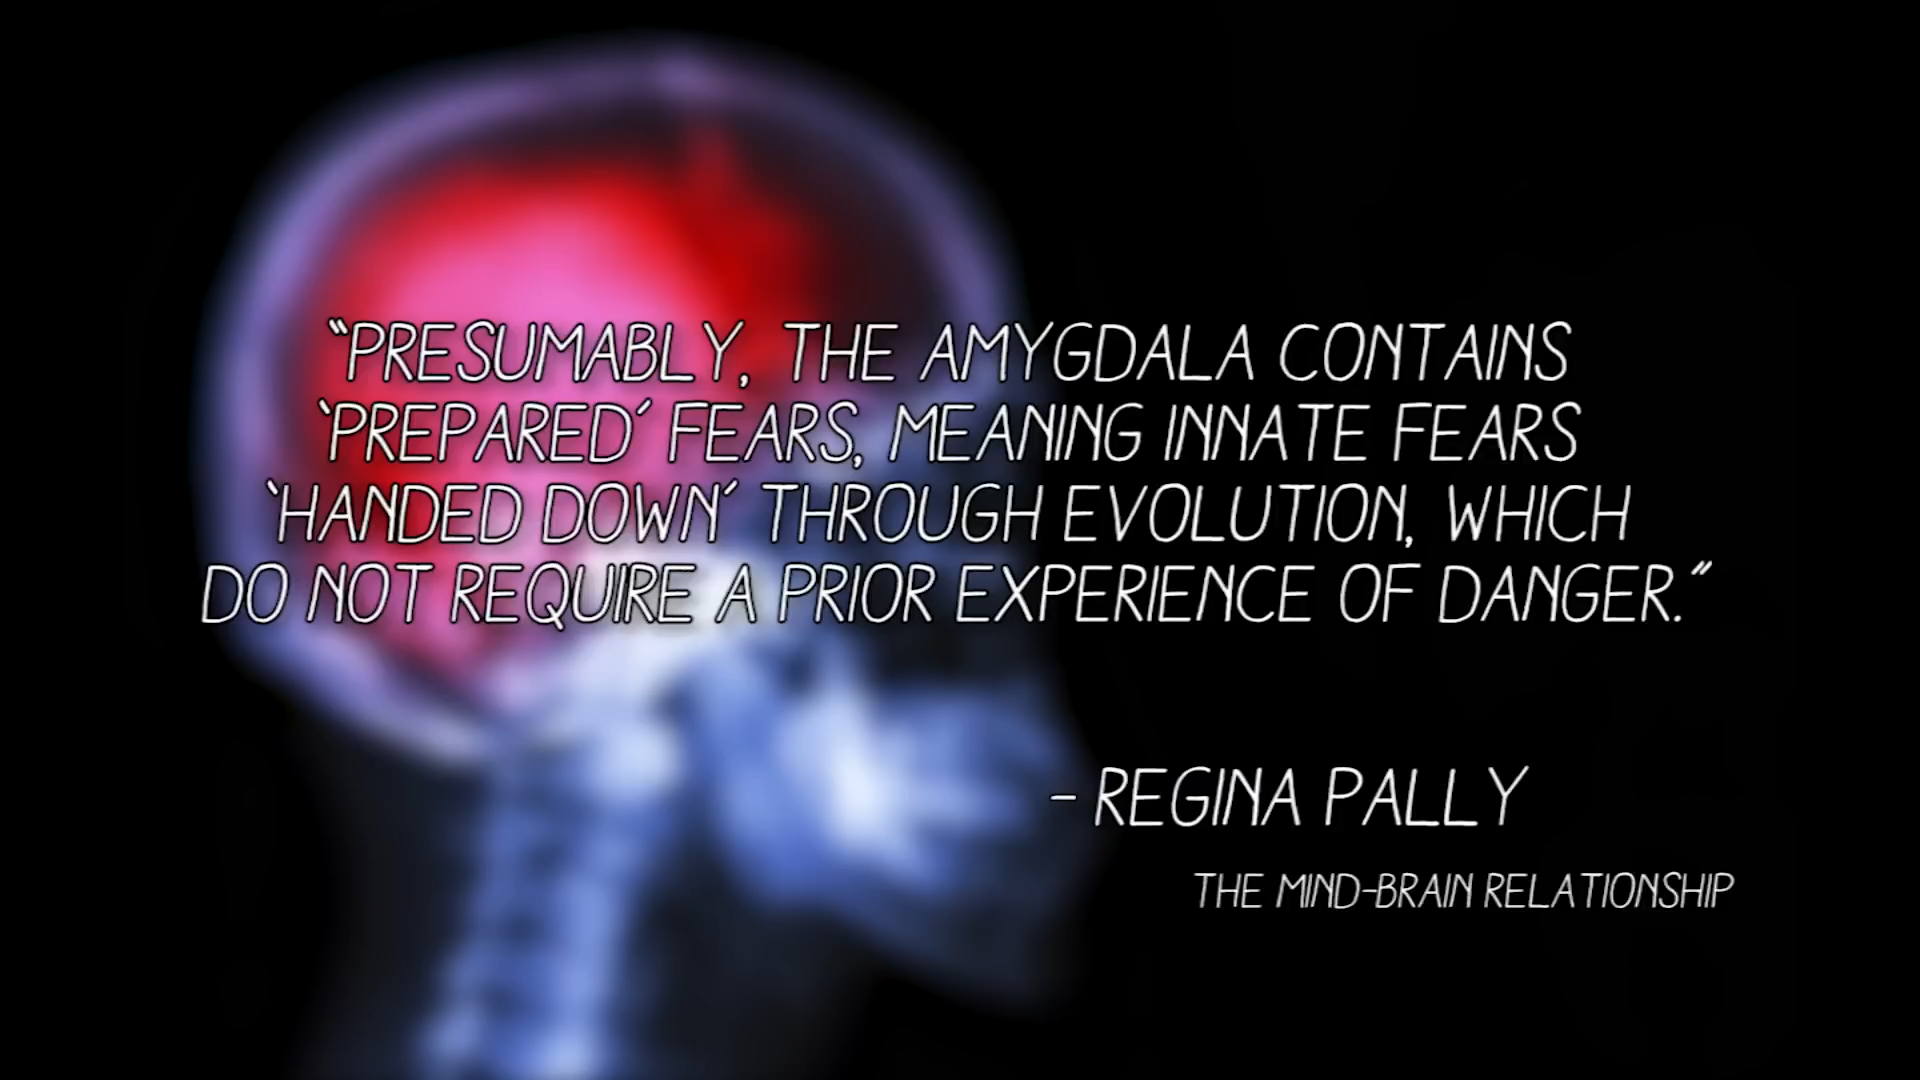 “PRESUMABLY, THE AMYGDALA CONTAINS
‘PREPARED’ FEARS, MEANING INNATE FEARS
‘HANDED DOWN’ THROUGH EVOLUTION, WHICH
DO NOT REQUIRE A PRIOR EXPERIENCE OF DANGER.”
- REGINA PALLY
THE MIND-BRAIN RELATIONSHIP